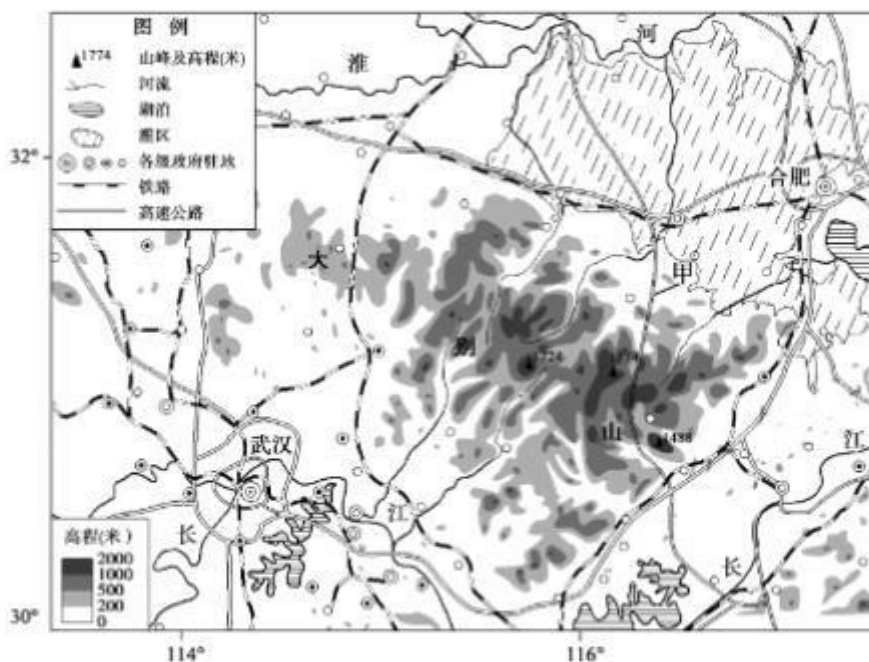 图 例
1774 山峰及高程(米)
河流
湖泊
灌区
各级政府驻地
铁路
高速公路
淮
河
32°
合肥
大
甲
别
1724
1774
山
1488
武汉
江
江
长
长
高程(米)
2000
1000
500
200
0
30°
114°
116°